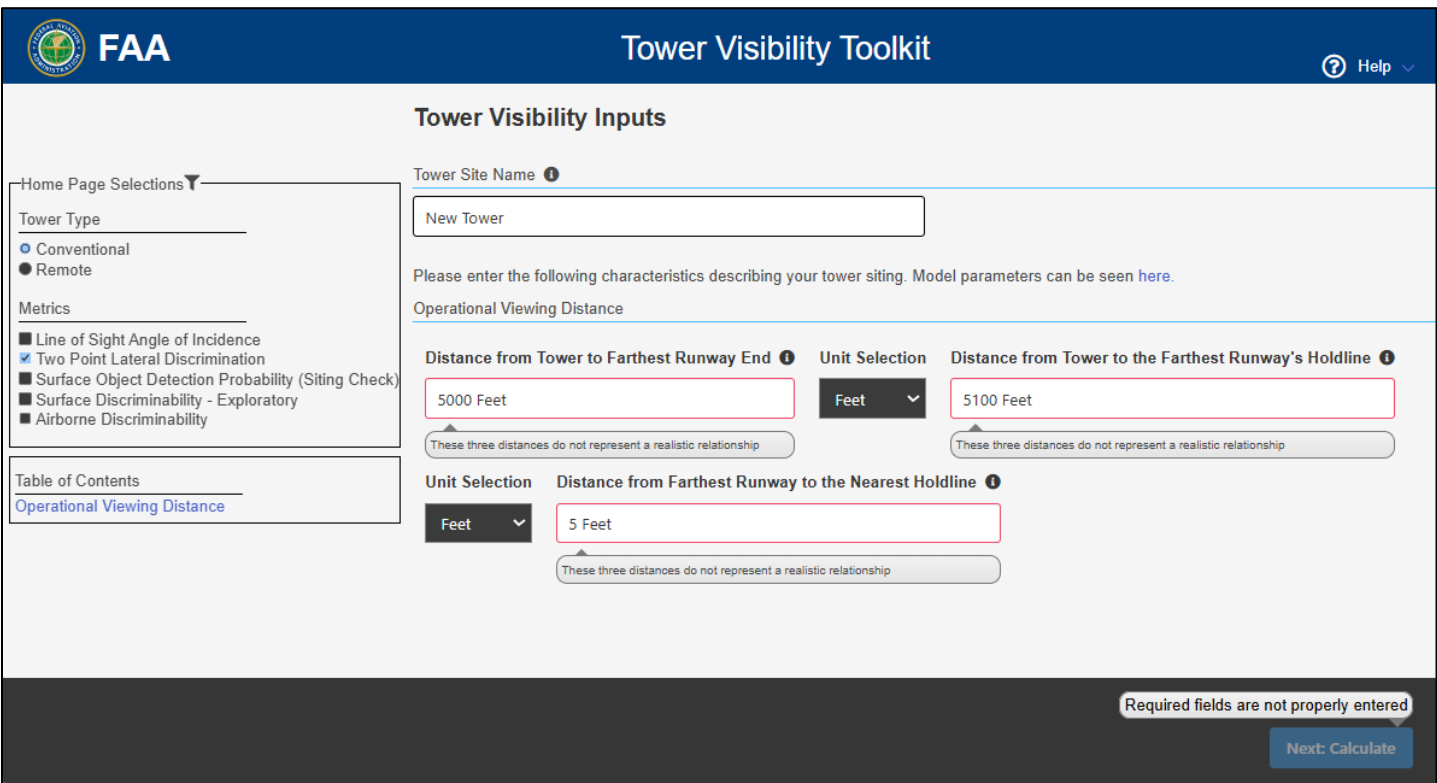 FAA
Tower Visibility Toolkit
Help
Tower Visibility Inputs
Home Page Selections
Tower Type
Conventional
Remote
Metrics
Line of Sight Angle of Incidence
Two Point Lateral Discrimination
Surface Object Detection Probability (Siting Check)
Surface Discriminability - Exploratory
Airborne Discriminability
Table of Contents
Operational Viewing Distance
Tower Site Name
New Tower
Please enter the following characteristics describing your tower siting. Model parameters can be seen here.
Operational Viewing Distance
Distance from Tower to Farthest Runway End
5000 Feet
These three distances do not represent a realistic relationship
Unit Selection
Feet
Distance from Tower to the Farthest Runway's Holdline
5100 Feet
These three distances do not represent a realistic relationship
Unit Selection
Feet
Distance from Farthest Runway to the Nearest Holdline
5 Feet
These three distances do not represent a realistic relationship
Required fields are not properly entered
Next: Calculate